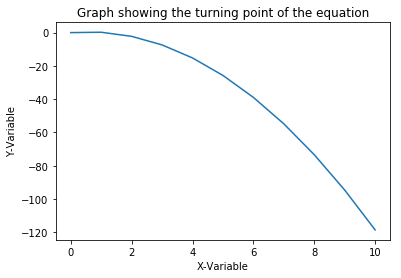 Graph showing the turning point of the equation
0
−20
−40
−60
−80
−100
−120
Y-Variable
0 2 4 6 8 10
X-Variable